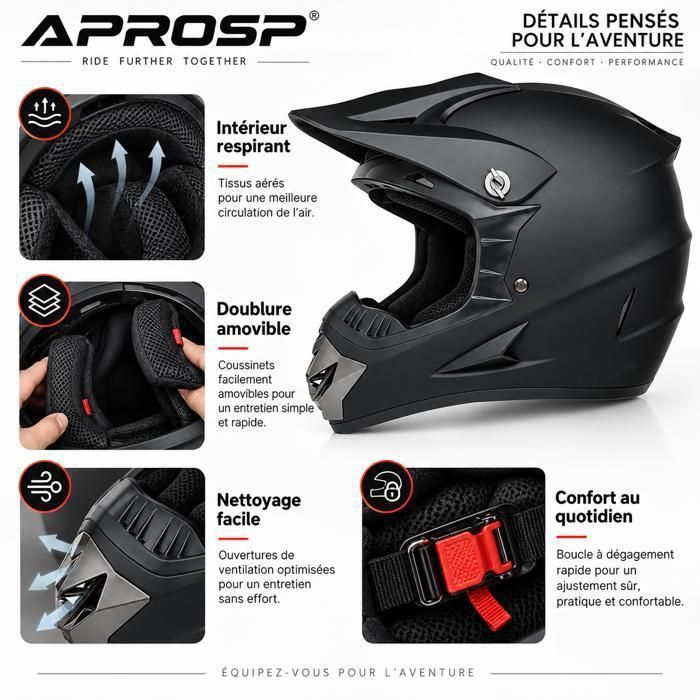 APROSP®
RIDE FURTHER TOGETHER
DÉTAILS PENSÉS
POUR L'AVENTURE
QUALITÉ · CONFORT · PERFORMANCE
Intérieur
respirant
Tissus aérés
pour une meilleure
circulation de l'air.
Doublure
amovible
Coussinets
facilement
amovibles pour
un entretien simple
et rapide.
Nettoyage
facile
Ouvertures de
ventilation optimisées
pour un entretien
sans effort.
Confort au
quotidien
Boucle à dégagement
rapide pour un
ajustement sûr,
pratique et confortable.
ÉQUIPEZ-VOUS POUR L'AVENTURE